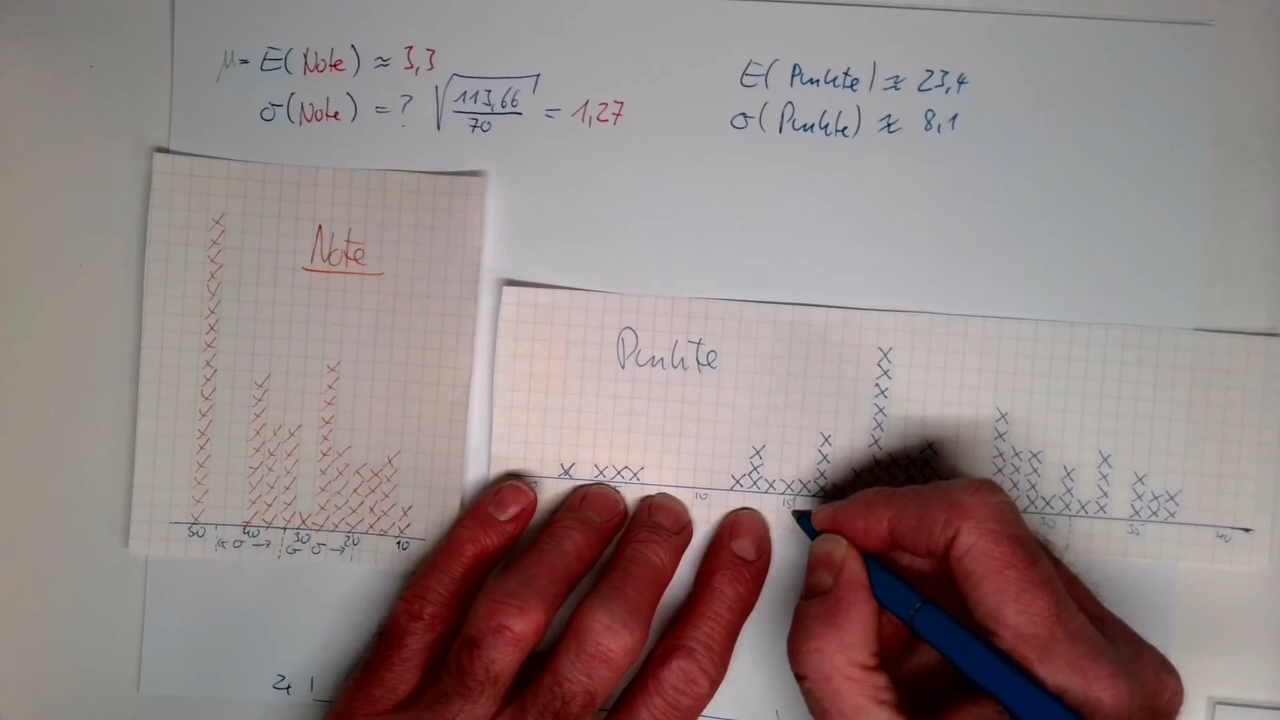 μ = E(Note) ≈ 3,3
σ(Note) = ? √113,66/70 = 1,27
E(Punkte) ≈ 23,4
σ(Punkte) ≈ 8,1
Note
50 40 30 20 10
σ σ
Punkte
10 15 30 35 40